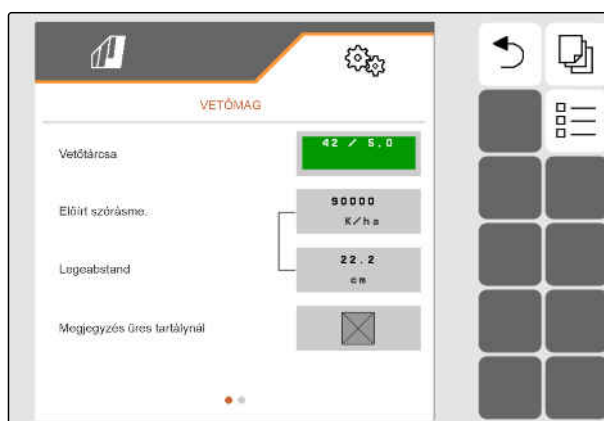 VETŐMAG
Vetőtárcsa
42 / 5,0
Előírt szórásme.
90000
K/ha
Legeabstand
22.2
cm
Megjegyzés üres tartálynál